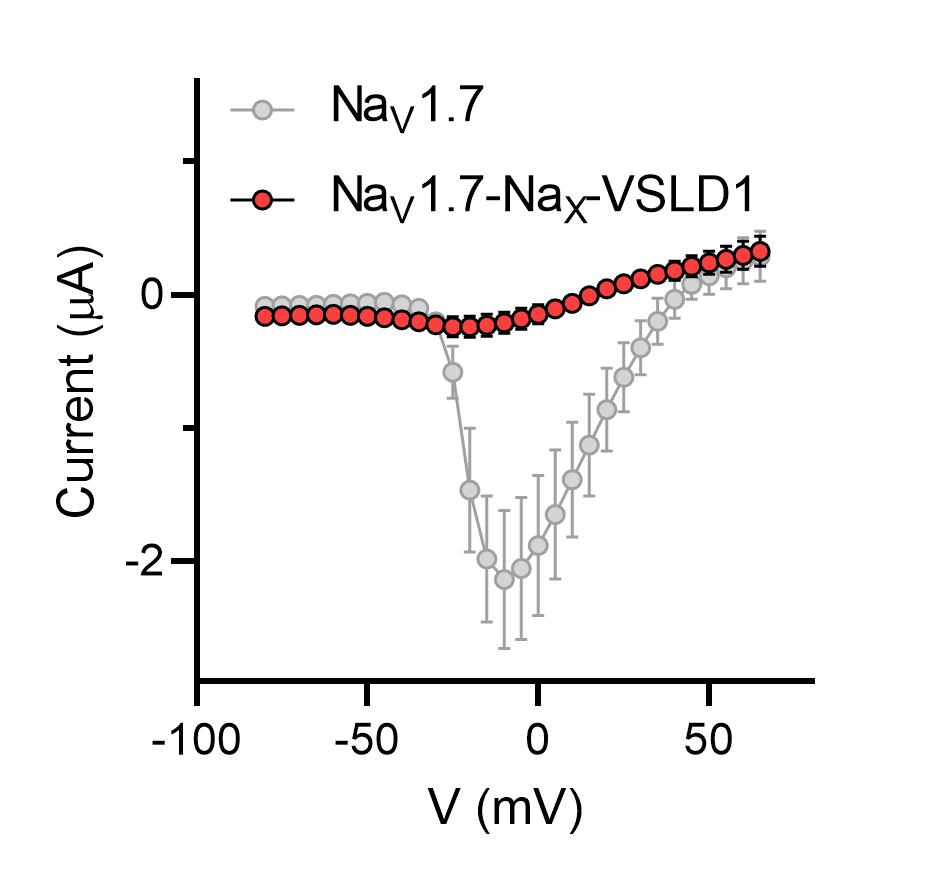 NaV1.7
NaV1.7-NaX-VSLD1
Current (μA)
0
-2
-100
-50
0
50
V (mV)